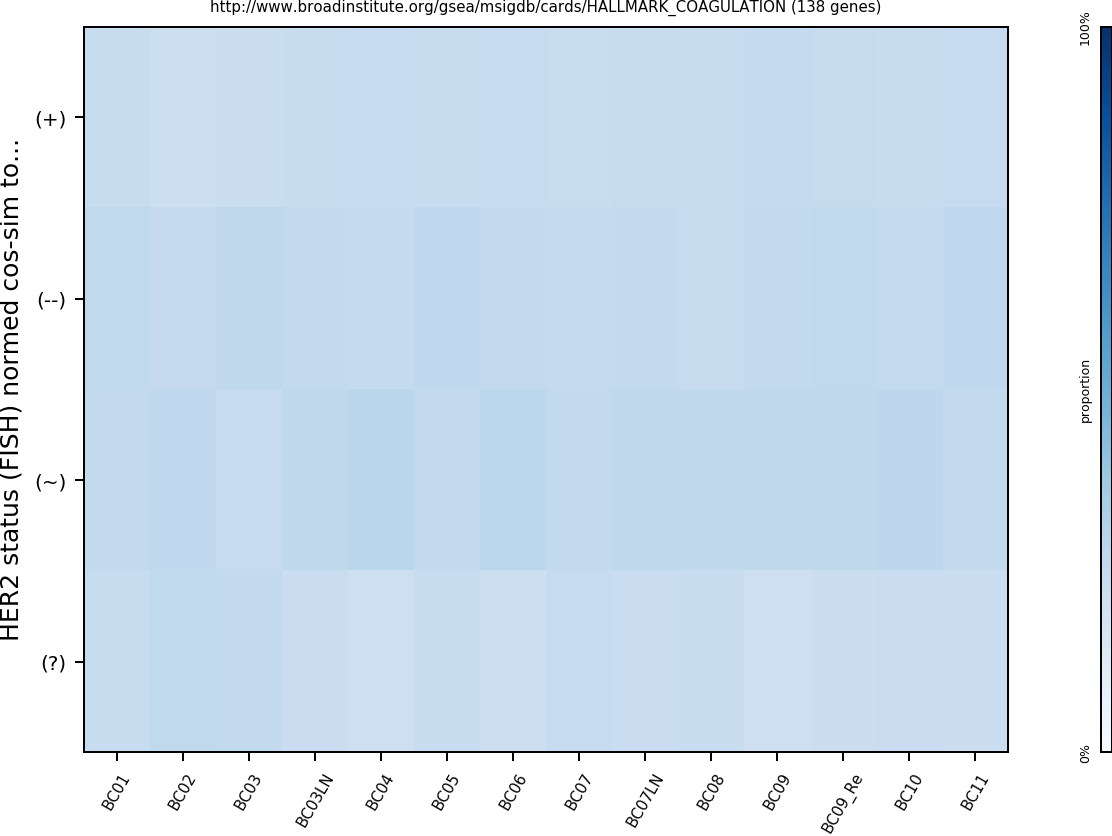 http://www.broadinstitute.org/gsea/msigdb/cards/HALLMARK_COAGULATION (138 genes)
HER2 status (FISH) normed cos-sim to...
(+)
(--)
(~)
(?)
BC01
BC02
BC03
BC03LN
BC04
BC05
BC06
BC07
BC07LN
BC08
BC09
BC09_Re
BC10
BC11
100%
proportion
0%